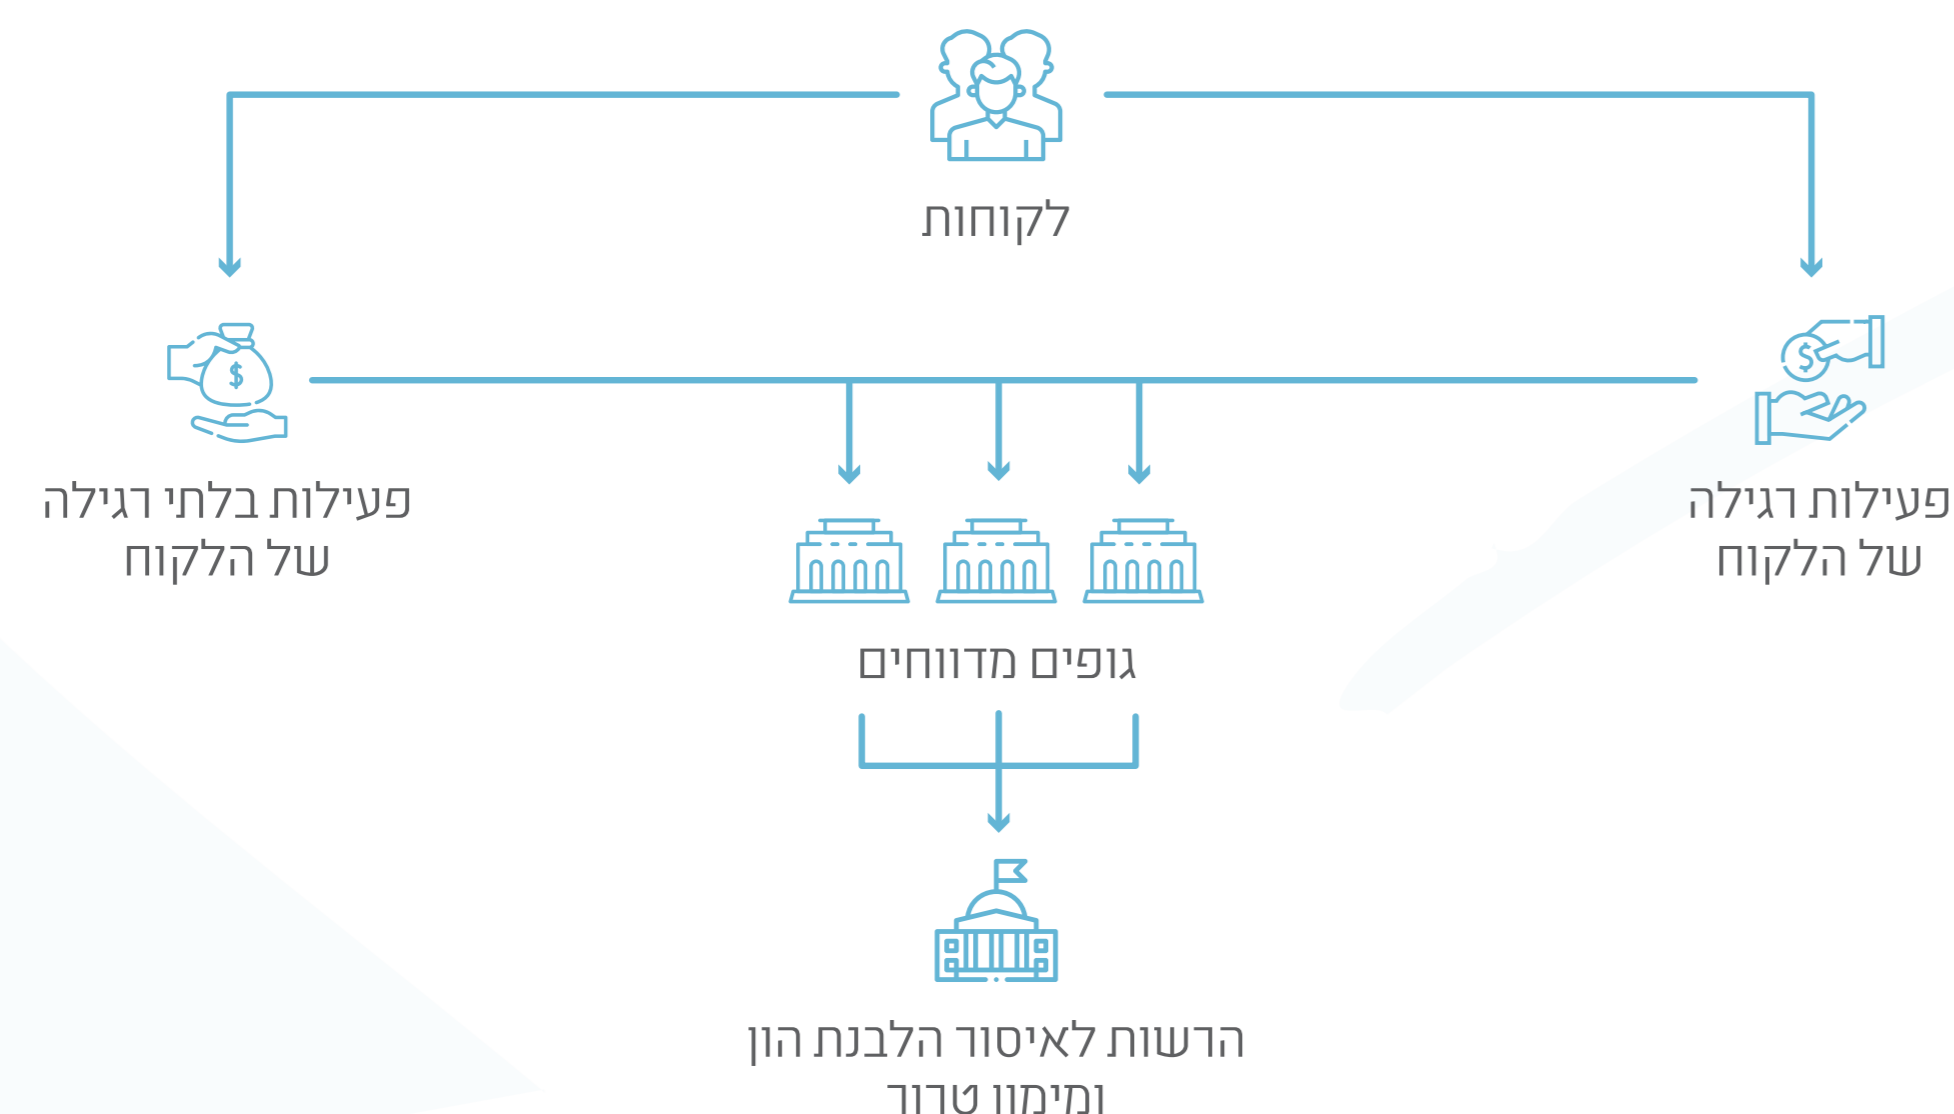 לקוחות
פעילות רגילה
של הלקוח
פעילות בלתי רגילה
של הלקוח
גופים מדווחים
הרשות לאיסור הלבנת הון
ומימון טרור